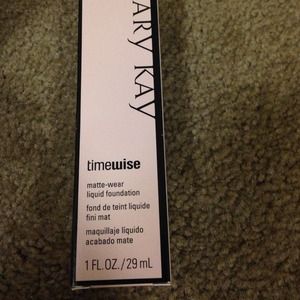 ARY KAY
timewise
matte-wear
liquid foundation
fond de teint liquide
fini mat
maquillaje líquido
acabado mate
1 FL.OZ./29 mL